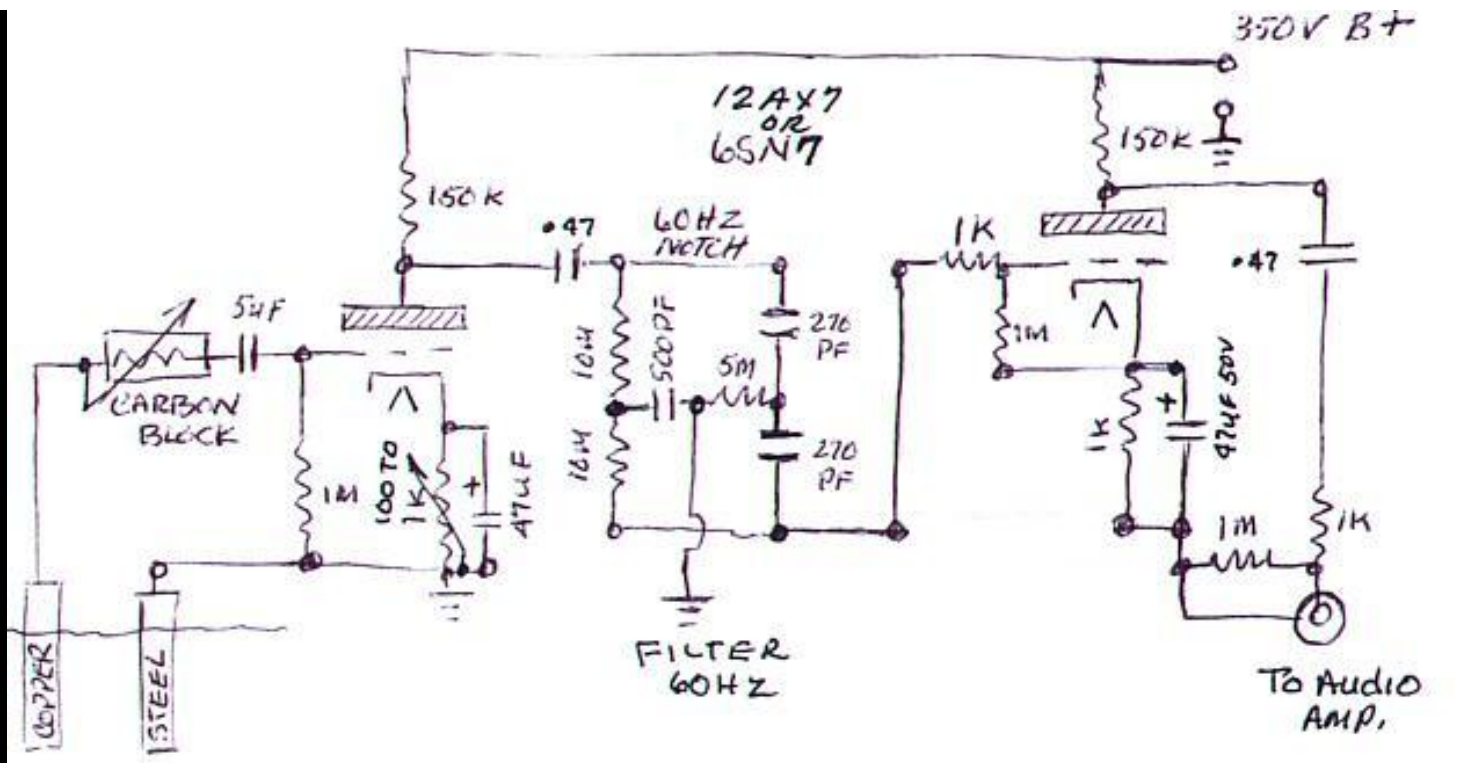 350V B+
12AX7
OR
6SN7
150K
150K
.47
60HZ
NOTCH
1K
.47
5uF
CARBON
BLOCK
1M
100 TO
1K
+
47uF
10M
500PF
10M
5M
270
PF
270
PF
1M
1K
+
47uF 50V
1M
1K
COPPER
STEEL
FILTER
60HZ
TO AUDIO
AMP.